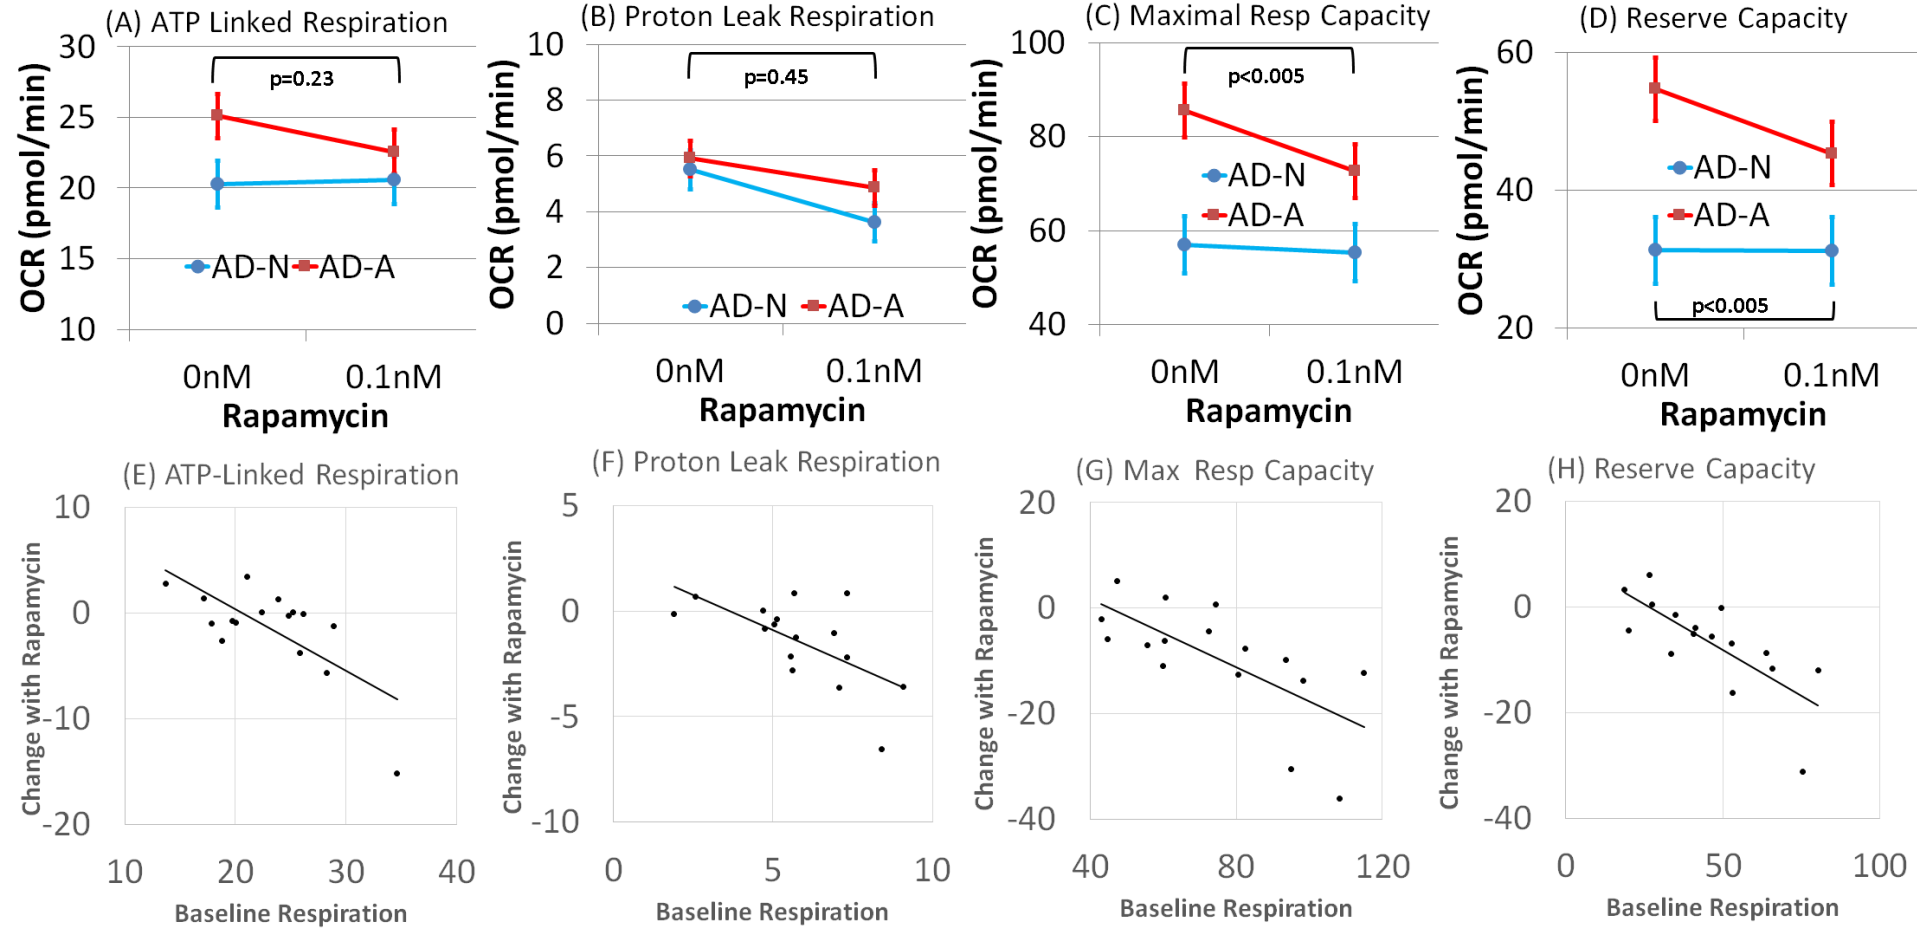 (A) ATP Linked Respiration
30
25
20
15
10
OCR (pmol/min)
p=0.23
AD-N AD-A
0nM 0.1nM
Rapamycin
(B) Proton Leak Respiration
10
8
6
4
2
0
OCR (pmol/min)
p=0.45
AD-N AD-A
0nM 0.1nM
Rapamycin
(C) Maximal Resp Capacity
100
80
60
40
OCR (pmol/min)
p<0.005
AD-N
AD-A
0nM 0.1nM
Rapamycin
(D) Reserve Capacity
60
40
20
OCR (pmol/min)
AD-N
AD-A
p<0.005
0nM 0.1nM
Rapamycin
(E) ATP-Linked Respiration
10
0
-10
-20
Change with Rapamycin
10 20 30 40
Baseline Respiration
(F) Proton Leak Respiration
5
0
-5
-10
Change with Rapamycin
0 5 10
Baseline Respiration
(G) Max Resp Capacity
20
0
-20
-40
Change with Rapamycin
40 80 120
Baseline Respiration
(H) Reserve Capacity
20
0
-20
-40
Change with Rapamycin
0 50 100
Baseline Respiration